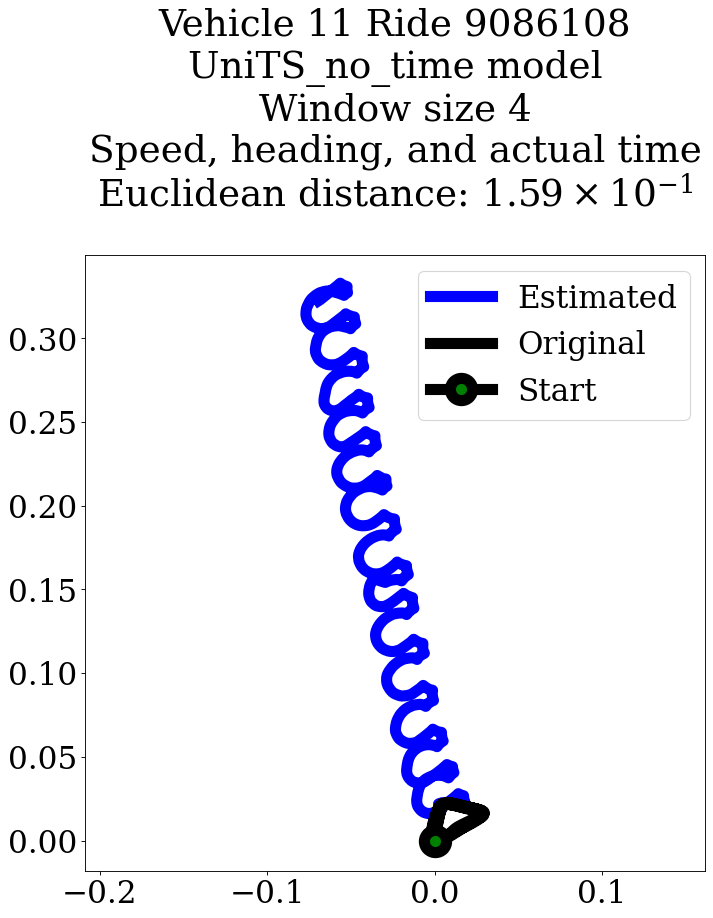 Vehicle 11 Ride 9086108
UniTS_no_time model
Window size 4
Speed, heading, and actual time
Euclidean distance: 1.59 × 10⁻¹
Estimated
Original
Start
0.30
0.25
0.20
0.15
0.10
0.05
0.00
−0.2
−0.1
0.0
0.1